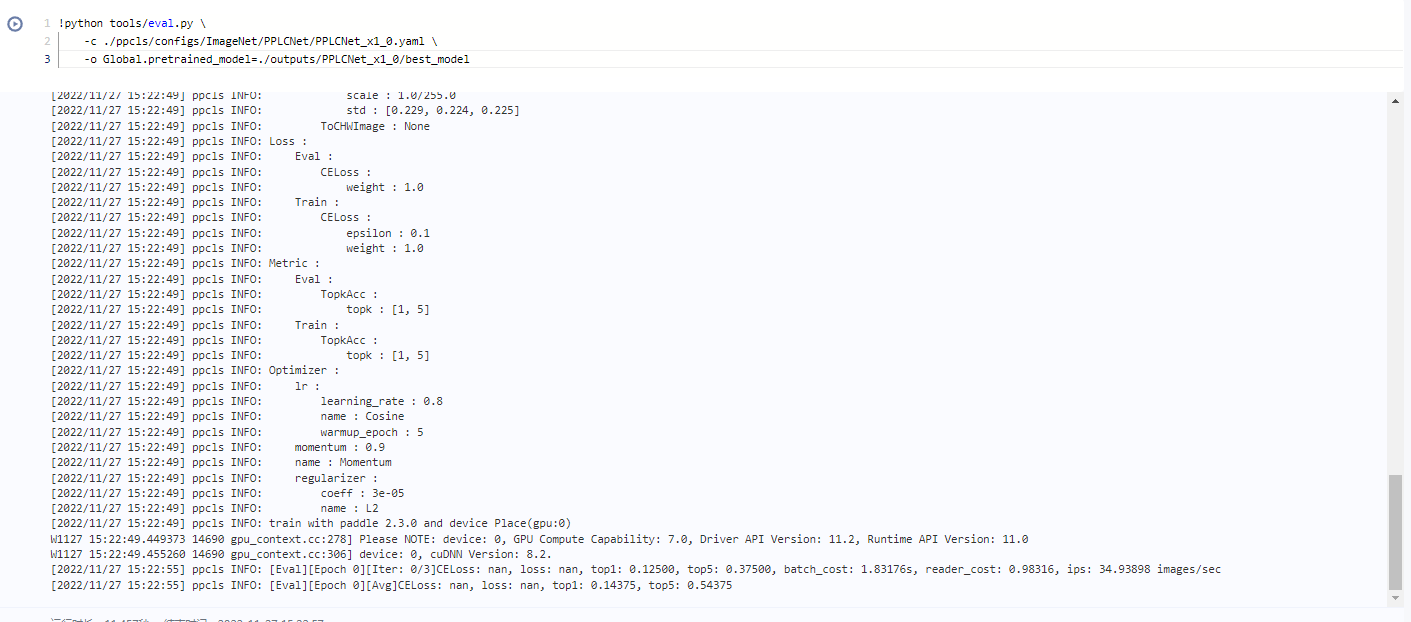 1 !python tools/eval.py \
2 -c ./ppcls/configs/ImageNet/PPLCNet/PPLCNet_x1_0.yaml \
3 -o Global.pretrained_model=./outputs/PPLCNet_x1_0/best_model
[2022/11/27 15:22:49] ppcls INFO: scale : 1.0/255.0
[2022/11/27 15:22:49] ppcls INFO: std : [0.229, 0.224, 0.225]
[2022/11/27 15:22:49] ppcls INFO: ToCHWImage : None
[2022/11/27 15:22:49] ppcls INFO: Loss :
[2022/11/27 15:22:49] ppcls INFO: Eval :
[2022/11/27 15:22:49] ppcls INFO: CELoss :
[2022/11/27 15:22:49] ppcls INFO: weight : 1.0
[2022/11/27 15:22:49] ppcls INFO: Train :
[2022/11/27 15:22:49] ppcls INFO: CELoss :
[2022/11/27 15:22:49] ppcls INFO: epsilon : 0.1
[2022/11/27 15:22:49] ppcls INFO: weight : 1.0
[2022/11/27 15:22:49] ppcls INFO: Metric :
[2022/11/27 15:22:49] ppcls INFO: Eval :
[2022/11/27 15:22:49] ppcls INFO: TopkAcc :
[2022/11/27 15:22:49] ppcls INFO: topk : [1, 5]
[2022/11/27 15:22:49] ppcls INFO: Train :
[2022/11/27 15:22:49] ppcls INFO: TopkAcc :
[2022/11/27 15:22:49] ppcls INFO: topk : [1, 5]
[2022/11/27 15:22:49] ppcls INFO: Optimizer :
[2022/11/27 15:22:49] ppcls INFO: lr :
[2022/11/27 15:22:49] ppcls INFO: learning_rate : 0.8
[2022/11/27 15:22:49] ppcls INFO: name : Cosine
[2022/11/27 15:22:49] ppcls INFO: warmup_epoch : 5
[2022/11/27 15:22:49] ppcls INFO: momentum : 0.9
[2022/11/27 15:22:49] ppcls INFO: name : Momentum
[2022/11/27 15:22:49] ppcls INFO: regularizer :
[2022/11/27 15:22:49] ppcls INFO: coeff : 3e-05
[2022/11/27 15:22:49] ppcls INFO: name : L2
[2022/11/27 15:22:49] ppcls INFO: train with paddle 2.3.0 and device Place(gpu:0)
W1127 15:22:49.449373 14690 gpu_context.cc:278] Please NOTE: device: 0, GPU Compute Capability: 7.0, Driver API Version: 11.2, Runtime API Version: 11.0
W1127 15:22:49.455260 14690 gpu_context.cc:306] device: 0, cuDNN Version: 8.2.
[2022/11/27 15:22:55] ppcls INFO: [Eval][Epoch 0][Iter: 0/3]CELoss: nan, loss: nan, top1: 0.12500, top5: 0.37500, batch_cost: 1.83176s, reader_cost: 0.98316, ips: 34.93898 images/sec
[2022/11/27 15:22:55] ppcls INFO: [Eval][Epoch 0][Avg]CELoss: nan, loss: nan, top1: 0.14375, top5: 0.54375